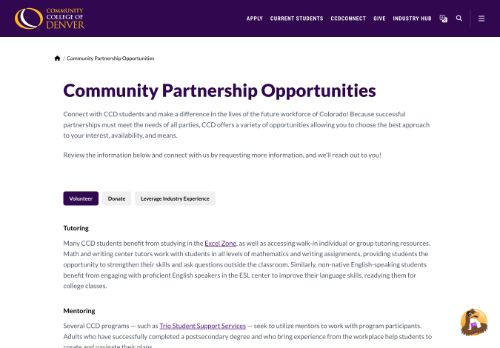 COMMUNITY
COLLEGE OF
DENVER
APPLY CURRENT STUDENTS CCDCONNECT GIVE INDUSTRY HUB
/ Community Partnership Opportunities
Community Partnership Opportunities
Connect with CCD students and make a difference in the lives of the future workforce of Colorado! Because successful
partnerships must meet the needs of all parties, CCD offers a variety of opportunities allowing you to choose the best approach
to your interest, availability, and means.
Review the information below and connect with us by requesting more information, and we'll reach out to you!
Volunteer Donate Leverage Industry Experience
Tutoring
Many CCD students benefit from studying in the Excel Zone, as well as accessing walk-in individual or group tutoring resources.
Math and writing center tutors work with students in all levels of mathematics and writing assignments, providing students the
opportunity to strengthen their skills and ask questions outside the classroom. Similarly, non-native English-speaking students
benefit from engaging with proficient English speakers in the ESL center to improve their language skills, readying them for
college classes.
Mentoring
Several CCD programs — such as Trio Student Support Services — seek to utilize mentors to work with program participants.
Adults who have successfully completed a postsecondary degree and who bring experience from the workplace help students to
create and navigate their plans.